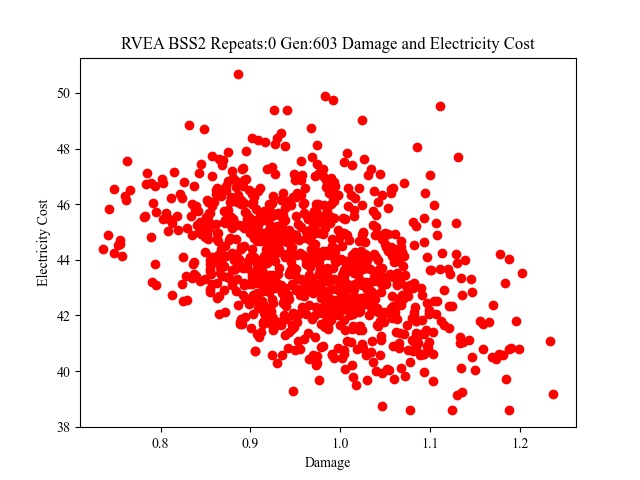 RVEA BSS2 Repeats:0 Gen:603 Damage and Electricity Cost
50
48
46
44
42
40
38
Electricity Cost
0.8 0.9 1.0 1.1 1.2
Damage